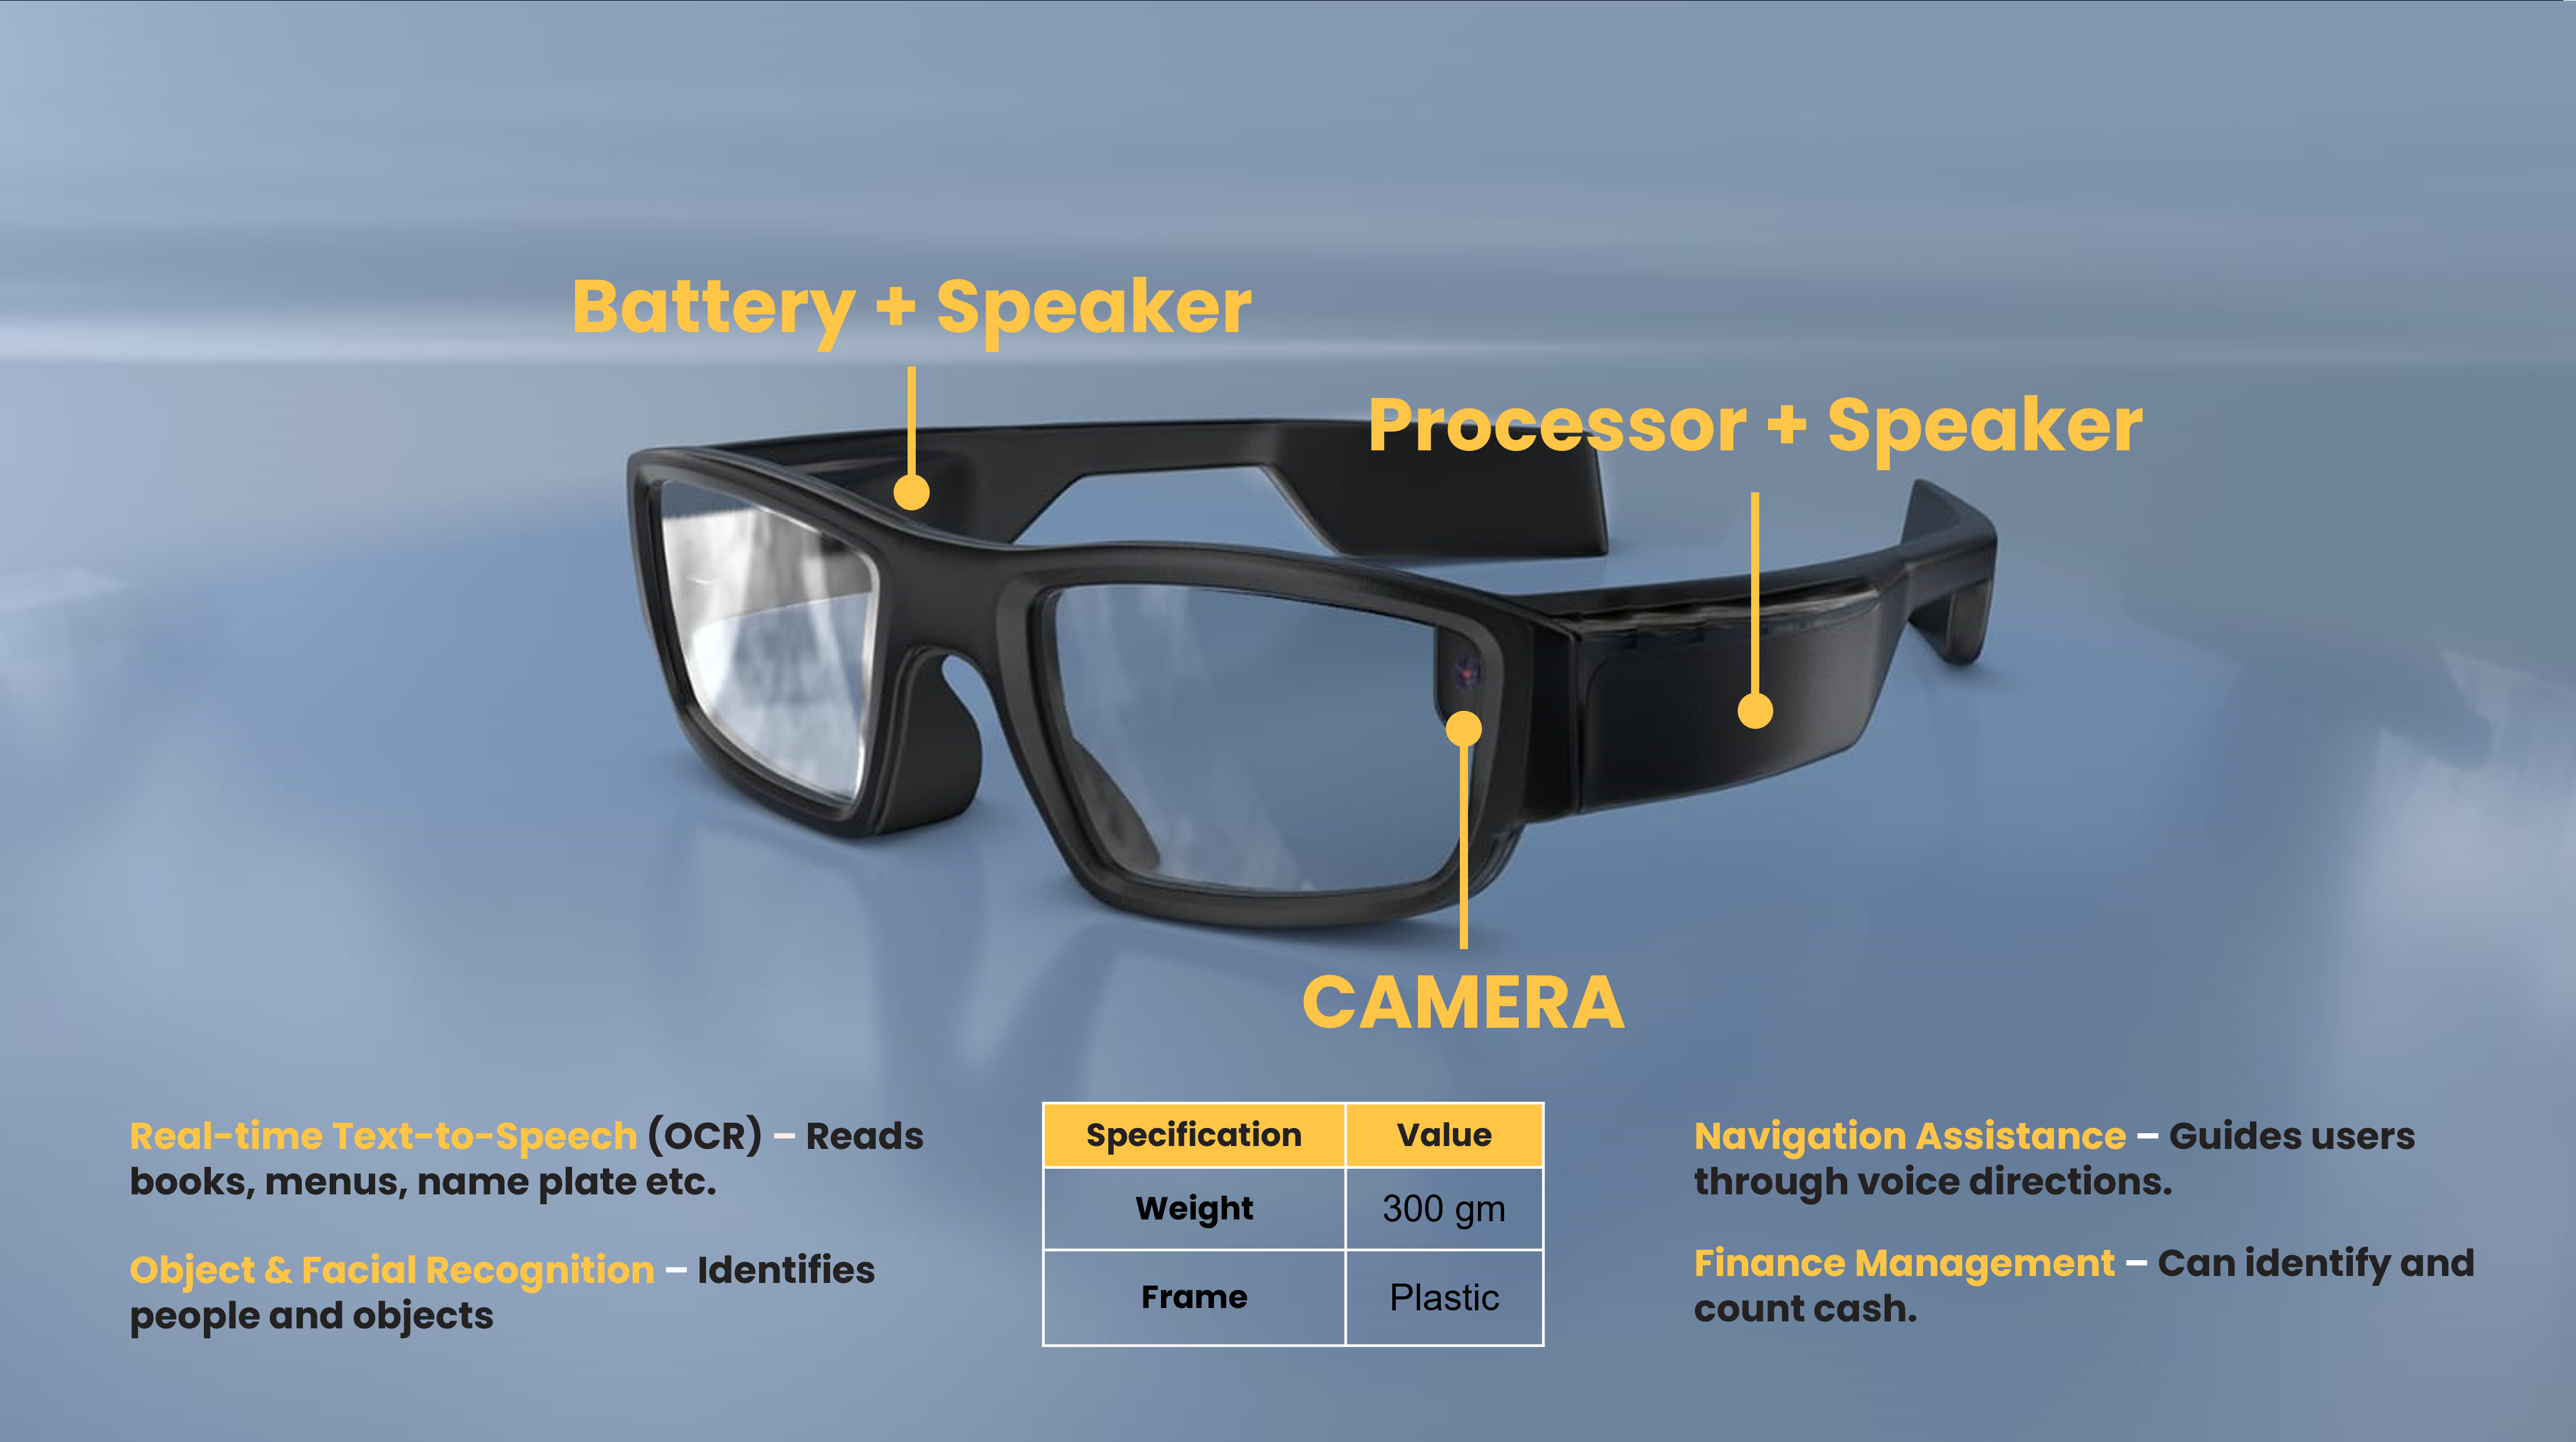 Battery + Speaker
Processor + Speaker
CAMERA
Real-time Text-to-Speech (OCR) – Reads
books, menus, name plate etc.
Object & Facial Recognition – Identifies
people and objects
Specification Value
Weight 300 gm
Frame Plastic
Navigation Assistance – Guides users
through voice directions.
Finance Management – Can identify and
count cash.